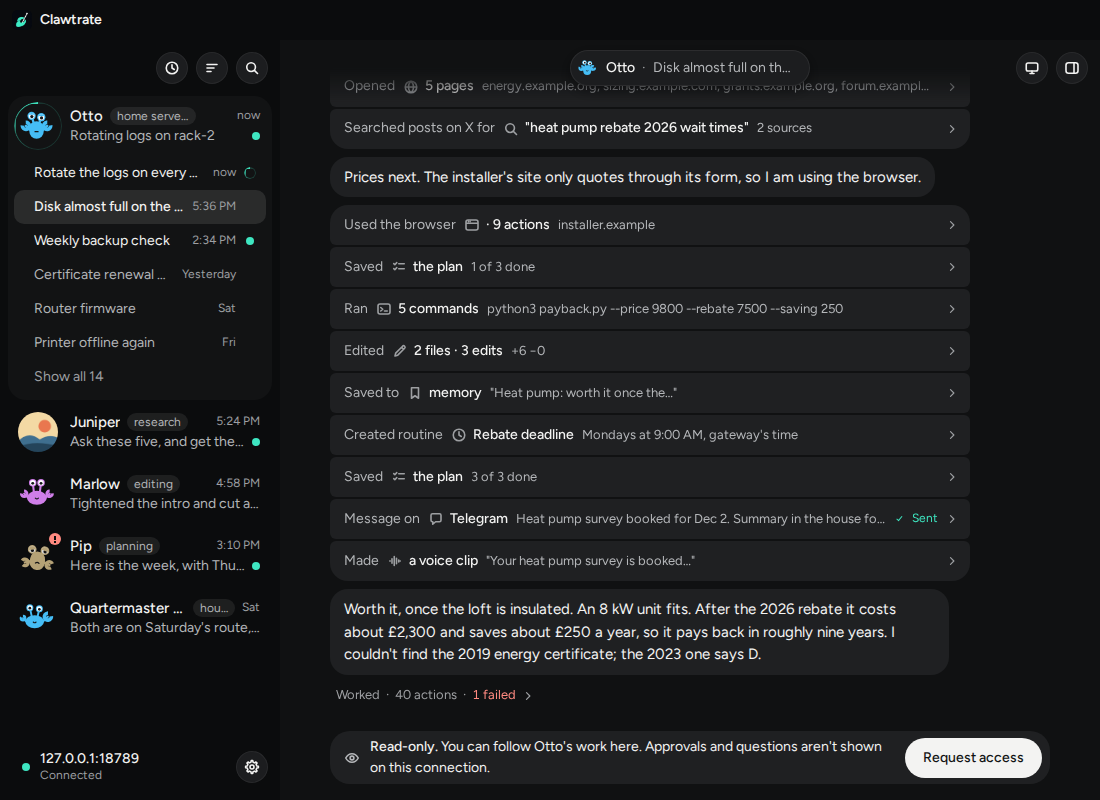 Clawtrate
Otto home serve... now
Rotating logs on rack-2
Rotate the logs on every ... now
Disk almost full on the ... 5:36 PM
Weekly backup check 2:34 PM
Certificate renewal ... Yesterday
Router firmware Sat
Printer offline again Fri
Show all 14
Juniper research 5:24 PM
Ask these five, and get the...
Marlow editing 4:58 PM
Tightened the intro and cut a...
Pip planning 3:10 PM
Here is the week, with Thu...
Quartermaster ... hou... Sat
Both are on Saturday's route,...
127.0.0.1:18789
Connected
Otto · Disk almost full on th...
Opened 5 pages energy.example.org, sizing.example.com, grants.example.org, forum.exampl...
Searched posts on X for "heat pump rebate 2026 wait times" 2 sources
Prices next. The installer's site only quotes through its form, so I am using the browser.
Used the browser · 9 actions installer.example
Saved the plan 1 of 3 done
Ran 5 commands python3 payback.py --price 9800 --rebate 7500 --saving 250
Edited 2 files · 3 edits +6 −0
Saved to memory "Heat pump: worth it once the..."
Created routine Rebate deadline Mondays at 9:00 AM, gateway's time
Saved the plan 3 of 3 done
Message on Telegram Heat pump survey booked for Dec 2. Summary in the house fo... Sent
Made a voice clip "Your heat pump survey is booked..."
Worth it, once the loft is insulated. An 8 kW unit fits. After the 2026 rebate it costs
about £2,300 and saves about £250 a year, so it pays back in roughly nine years. I
couldn't find the 2019 energy certificate; the 2023 one says D.
Worked · 40 actions · 1 failed
Read-only. You can follow Otto's work here. Approvals and questions aren't shown
on this connection.
Request access